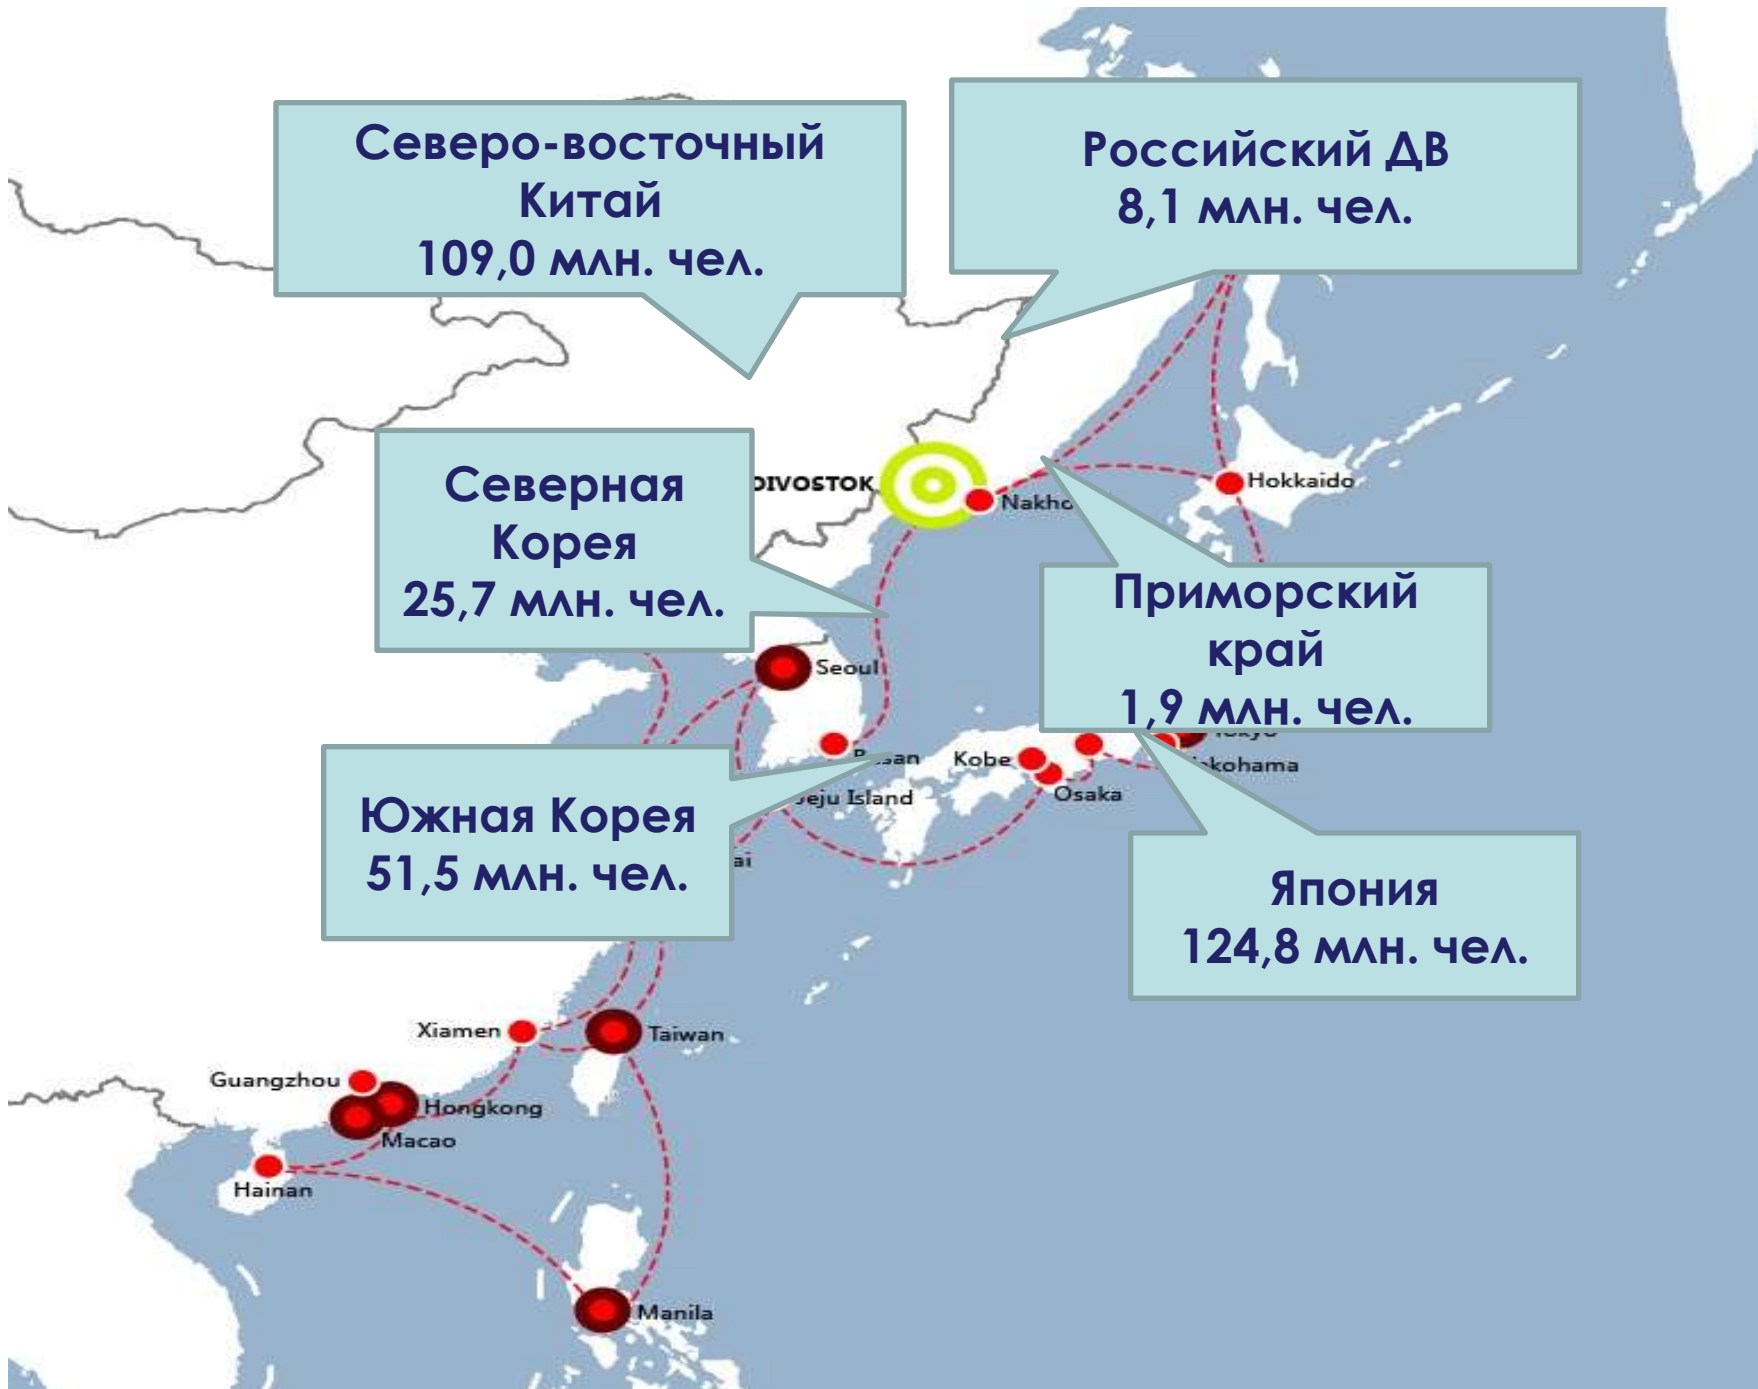 Северо-восточный
Китай
109,0 млн. чел.
Российский ДВ
8,1 млн. чел.
Северная
Корея
25,7 млн. чел.
Hokkaido
Приморский
край
1,9 млн. чел.
Seoul
Kobe
Osaka
Island
Южная Корея
51,5 млн. чел.
Япония
124,8 млн. чел.
Xiamen
Taiwan
Guangzhou
Hongkong
Macao
Hainan
Manila